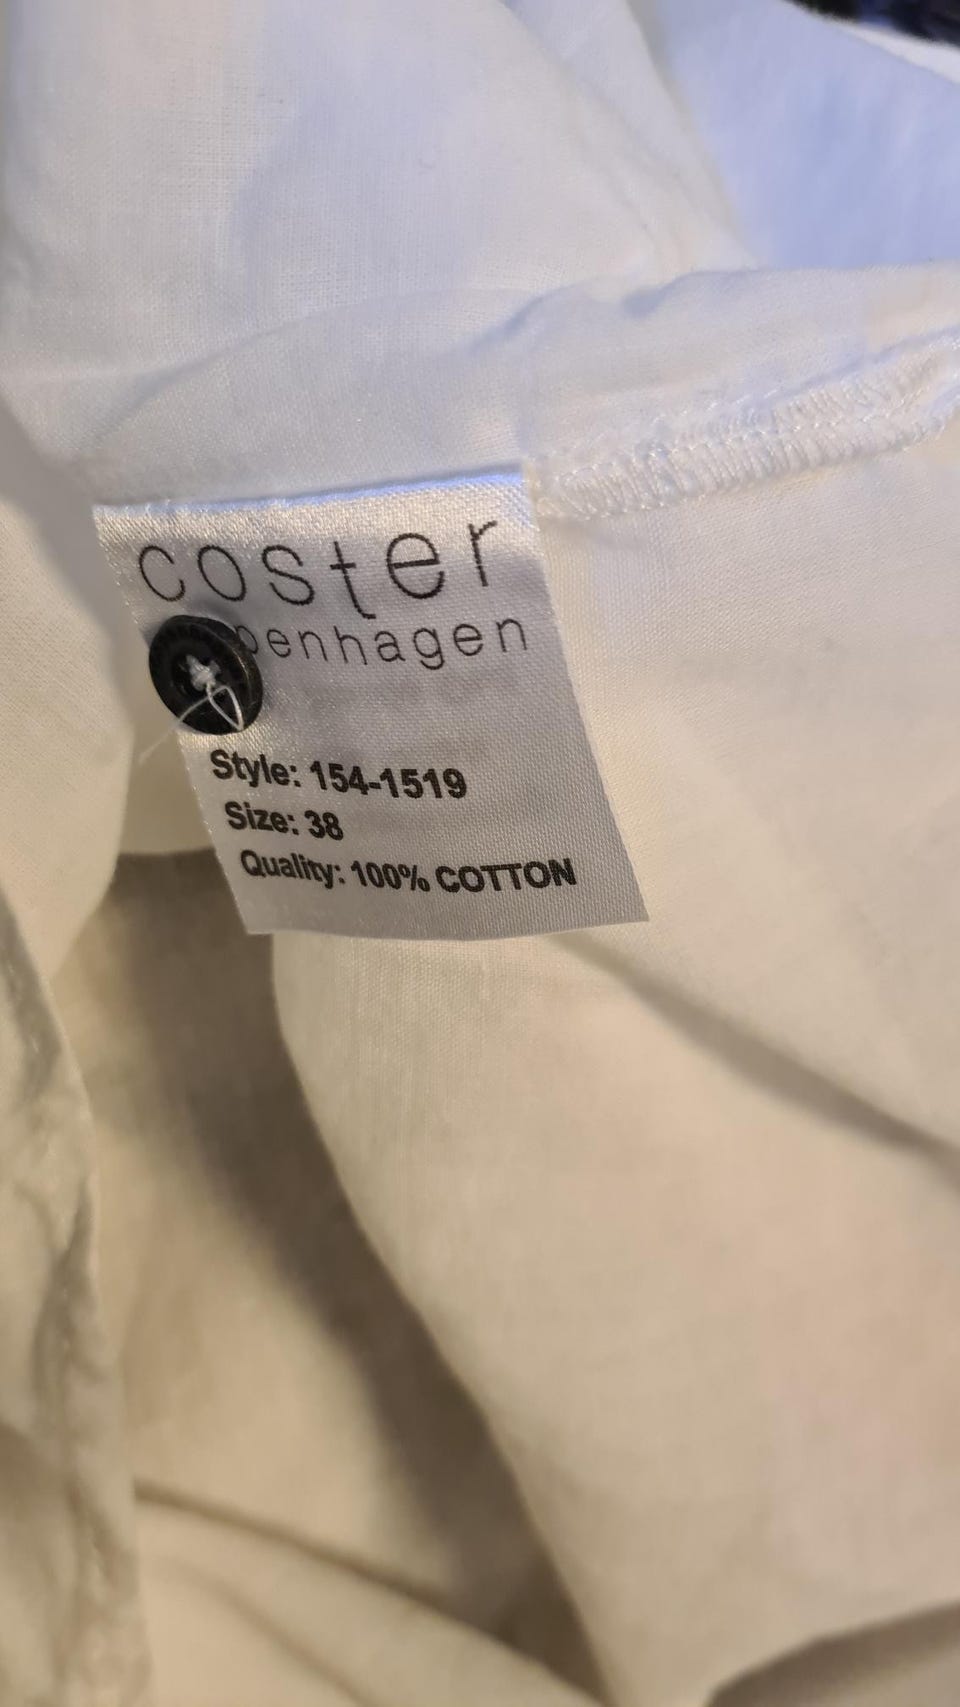 coster
penhagen
Style: 154-1519
Size: 38
Quality: 100% COTTON